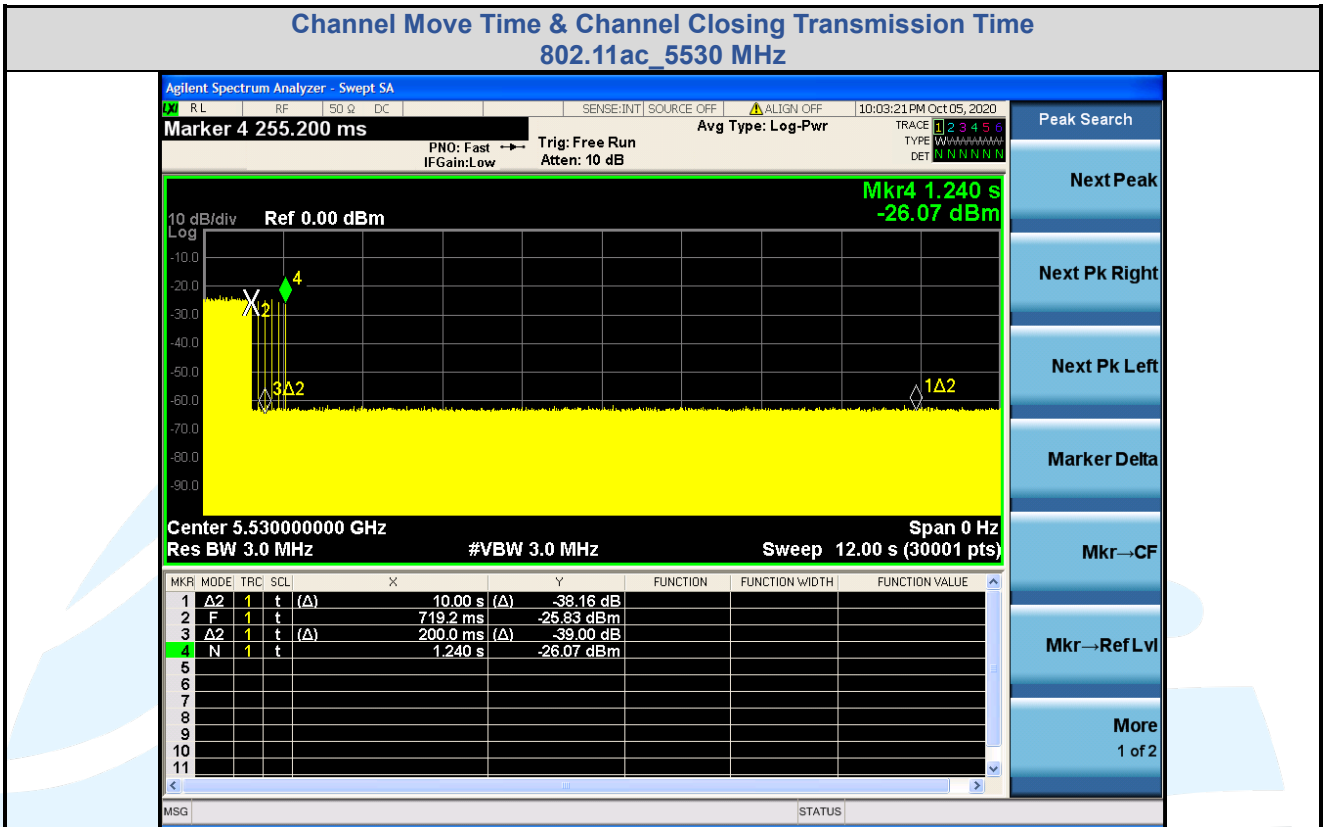 Channel Move Time & Channel Closing Transmission Time
802.11ac_5530 MHz
Agilent Spectrum Analyzer - Swept SA
LXI RL RF 50 Ω DC SENSE:INT SOURCE OFF ALIGN OFF 10:03:21 PM Oct 05, 2020
Marker 4 255.200 ms
PNO: Fast
IFGain:Low
Trig: Free Run
Atten: 10 dB
Avg Type: Log-Pwr
TRACE 1 2 3 4 5 6
TYPE WWWWWW
DET N N N N N N
Peak Search
Next Peak
Next Pk Right
Next Pk Left
Marker Delta
Mkr→CF
Mkr→Ref Lvl
More
1 of 2
Mkr4 1.240 s
-26.07 dBm
10 dB/div Ref 0.00 dBm
Log
-10.0
-20.0
-30.0
-40.0
-50.0
-60.0
-70.0
-80.0
-90.0
4
2
3Δ2
1Δ2
Center 5.530000000 GHz Span 0 Hz
Res BW 3.0 MHz #VBW 3.0 MHz Sweep 12.00 s (30001 pts)
MKR MODE TRC SCL X Y FUNCTION FUNCTION WIDTH FUNCTION VALUE
1 Δ2 1 t (Δ) 10.00 s (Δ) -38.16 dB
2 F 1 t 719.2 ms -25.83 dBm
3 Δ2 1 t (Δ) 200.0 ms (Δ) -39.00 dB
4 N 1 t 1.240 s -26.07 dBm
5
6
7
8
9
10
11
MSG STATUS